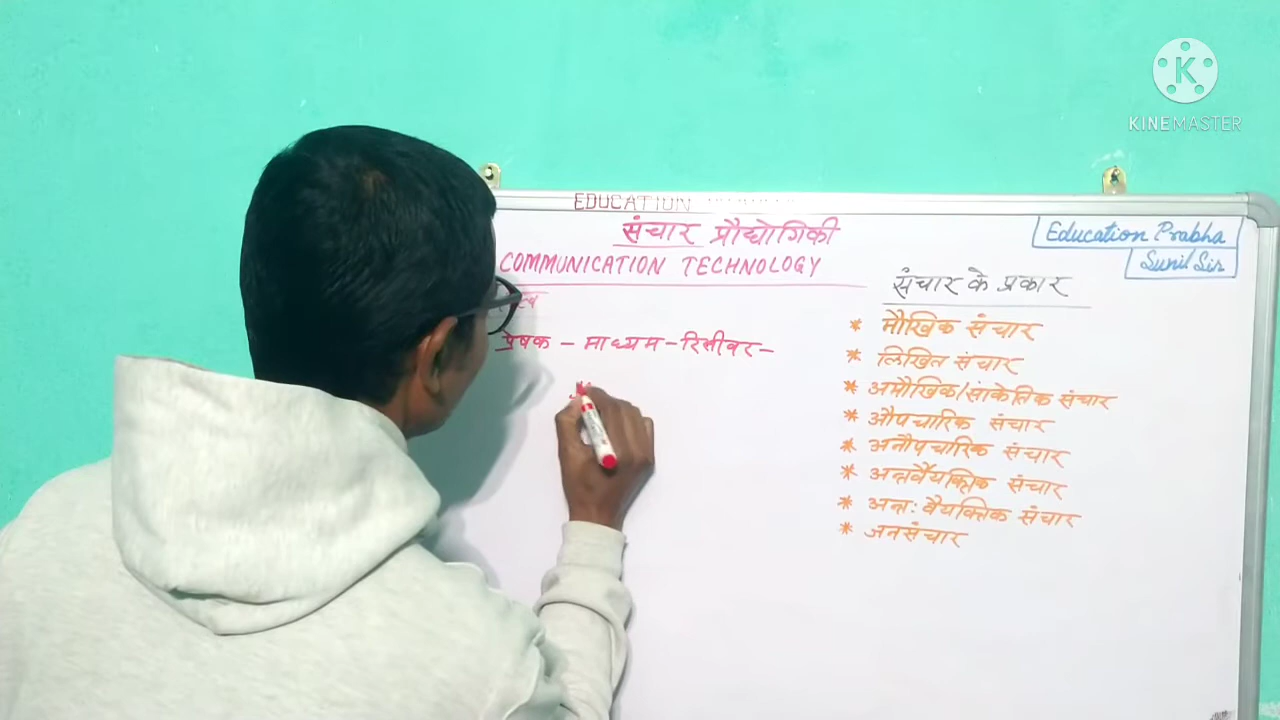 KINEMASTER
EDUCATION
संचार प्रौद्योगिकी
COMMUNICATION TECHNOLOGY
Education Prabha
Sunil Sir
प्रेषक - माध्यम - रिसीवर -
संचार के प्रकार
* मौखिक संचार
* लिखित संचार
* अमौखिक/सांकेतिक संचार
* औपचारिक संचार
* अनौपचारिक संचार
* अन्तर्वैयक्तिक संचार
* अन्त: वैयक्तिक संचार
* जनसंचार